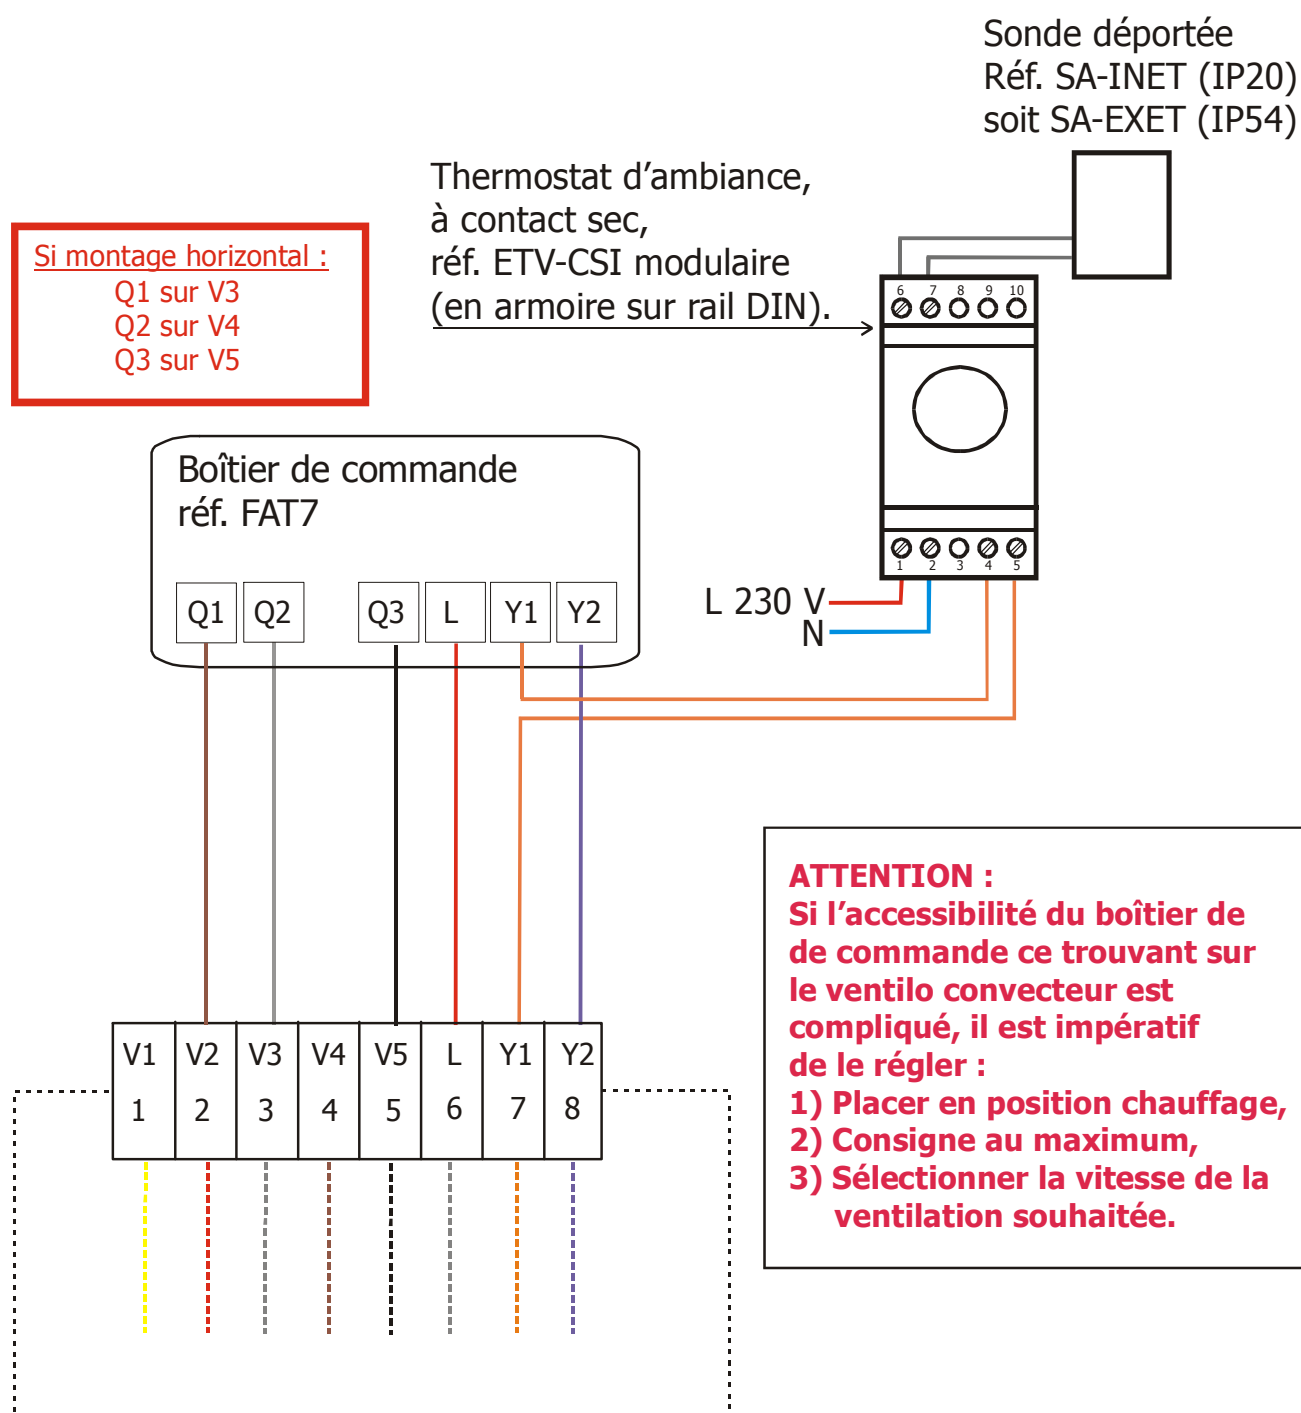 Sonde déportée
Réf. SA-INET (IP20)
soit SA-EXET (IP54)
Thermostat d’ambiance,
à contact sec,
réf. ETV-CSI modulaire
(en armoire sur rail DIN).
Si montage horizontal :
Q1 sur V3
Q2 sur V4
Q3 sur V5
6 7 8 9 10
1 2 3 4 5
L 230 V
N
Boîtier de commande
réf. FAT7
Q1 Q2 Q3 L Y1 Y2
V1 V2 V3 V4 V5 L Y1 Y2
1 2 3 4 5 6 7 8
ATTENTION :
Si l’accessibilité du boîtier de
de commande ce trouvant sur
le ventilo convecteur est
compliqué, il est impératif
de le régler :
1) Placer en position chauffage,
2) Consigne au maximum,
3) Sélectionner la vitesse de la
ventilation souhaitée.